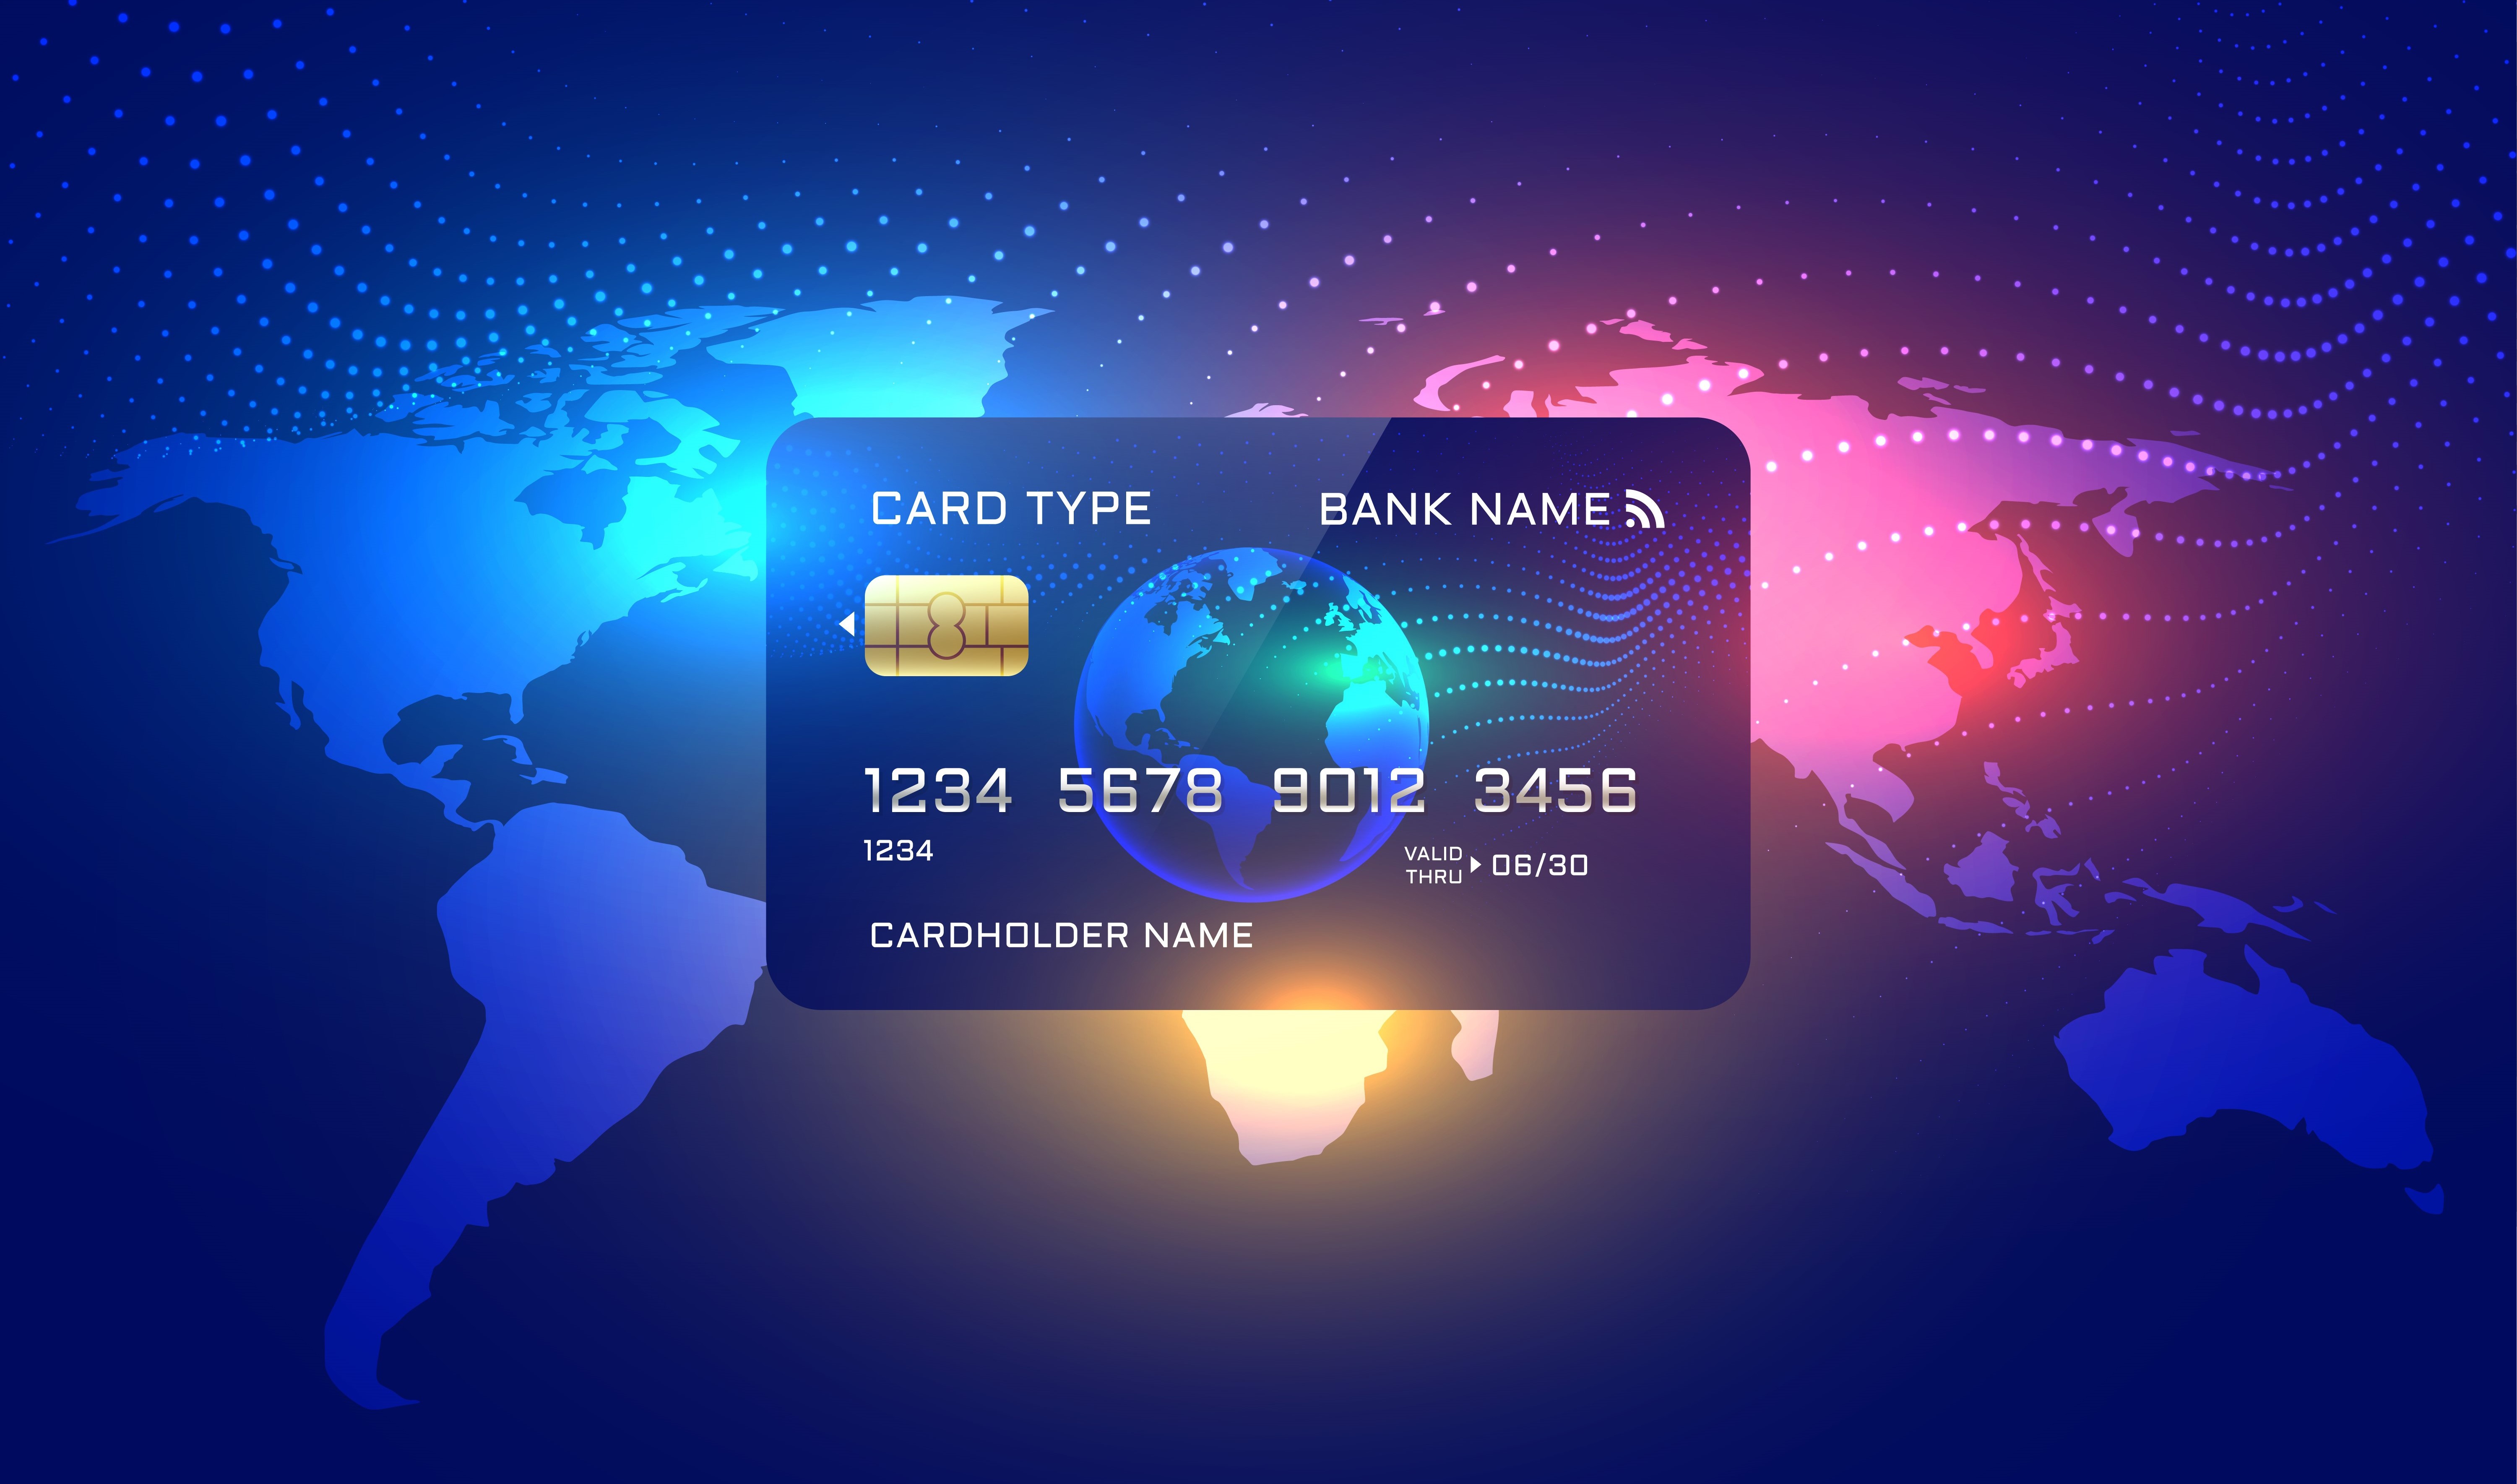 CARD TYPE
BANK NAME
1234 5678 9012 3456
1234
VALID THRU 06/30
CARDHOLDER NAME